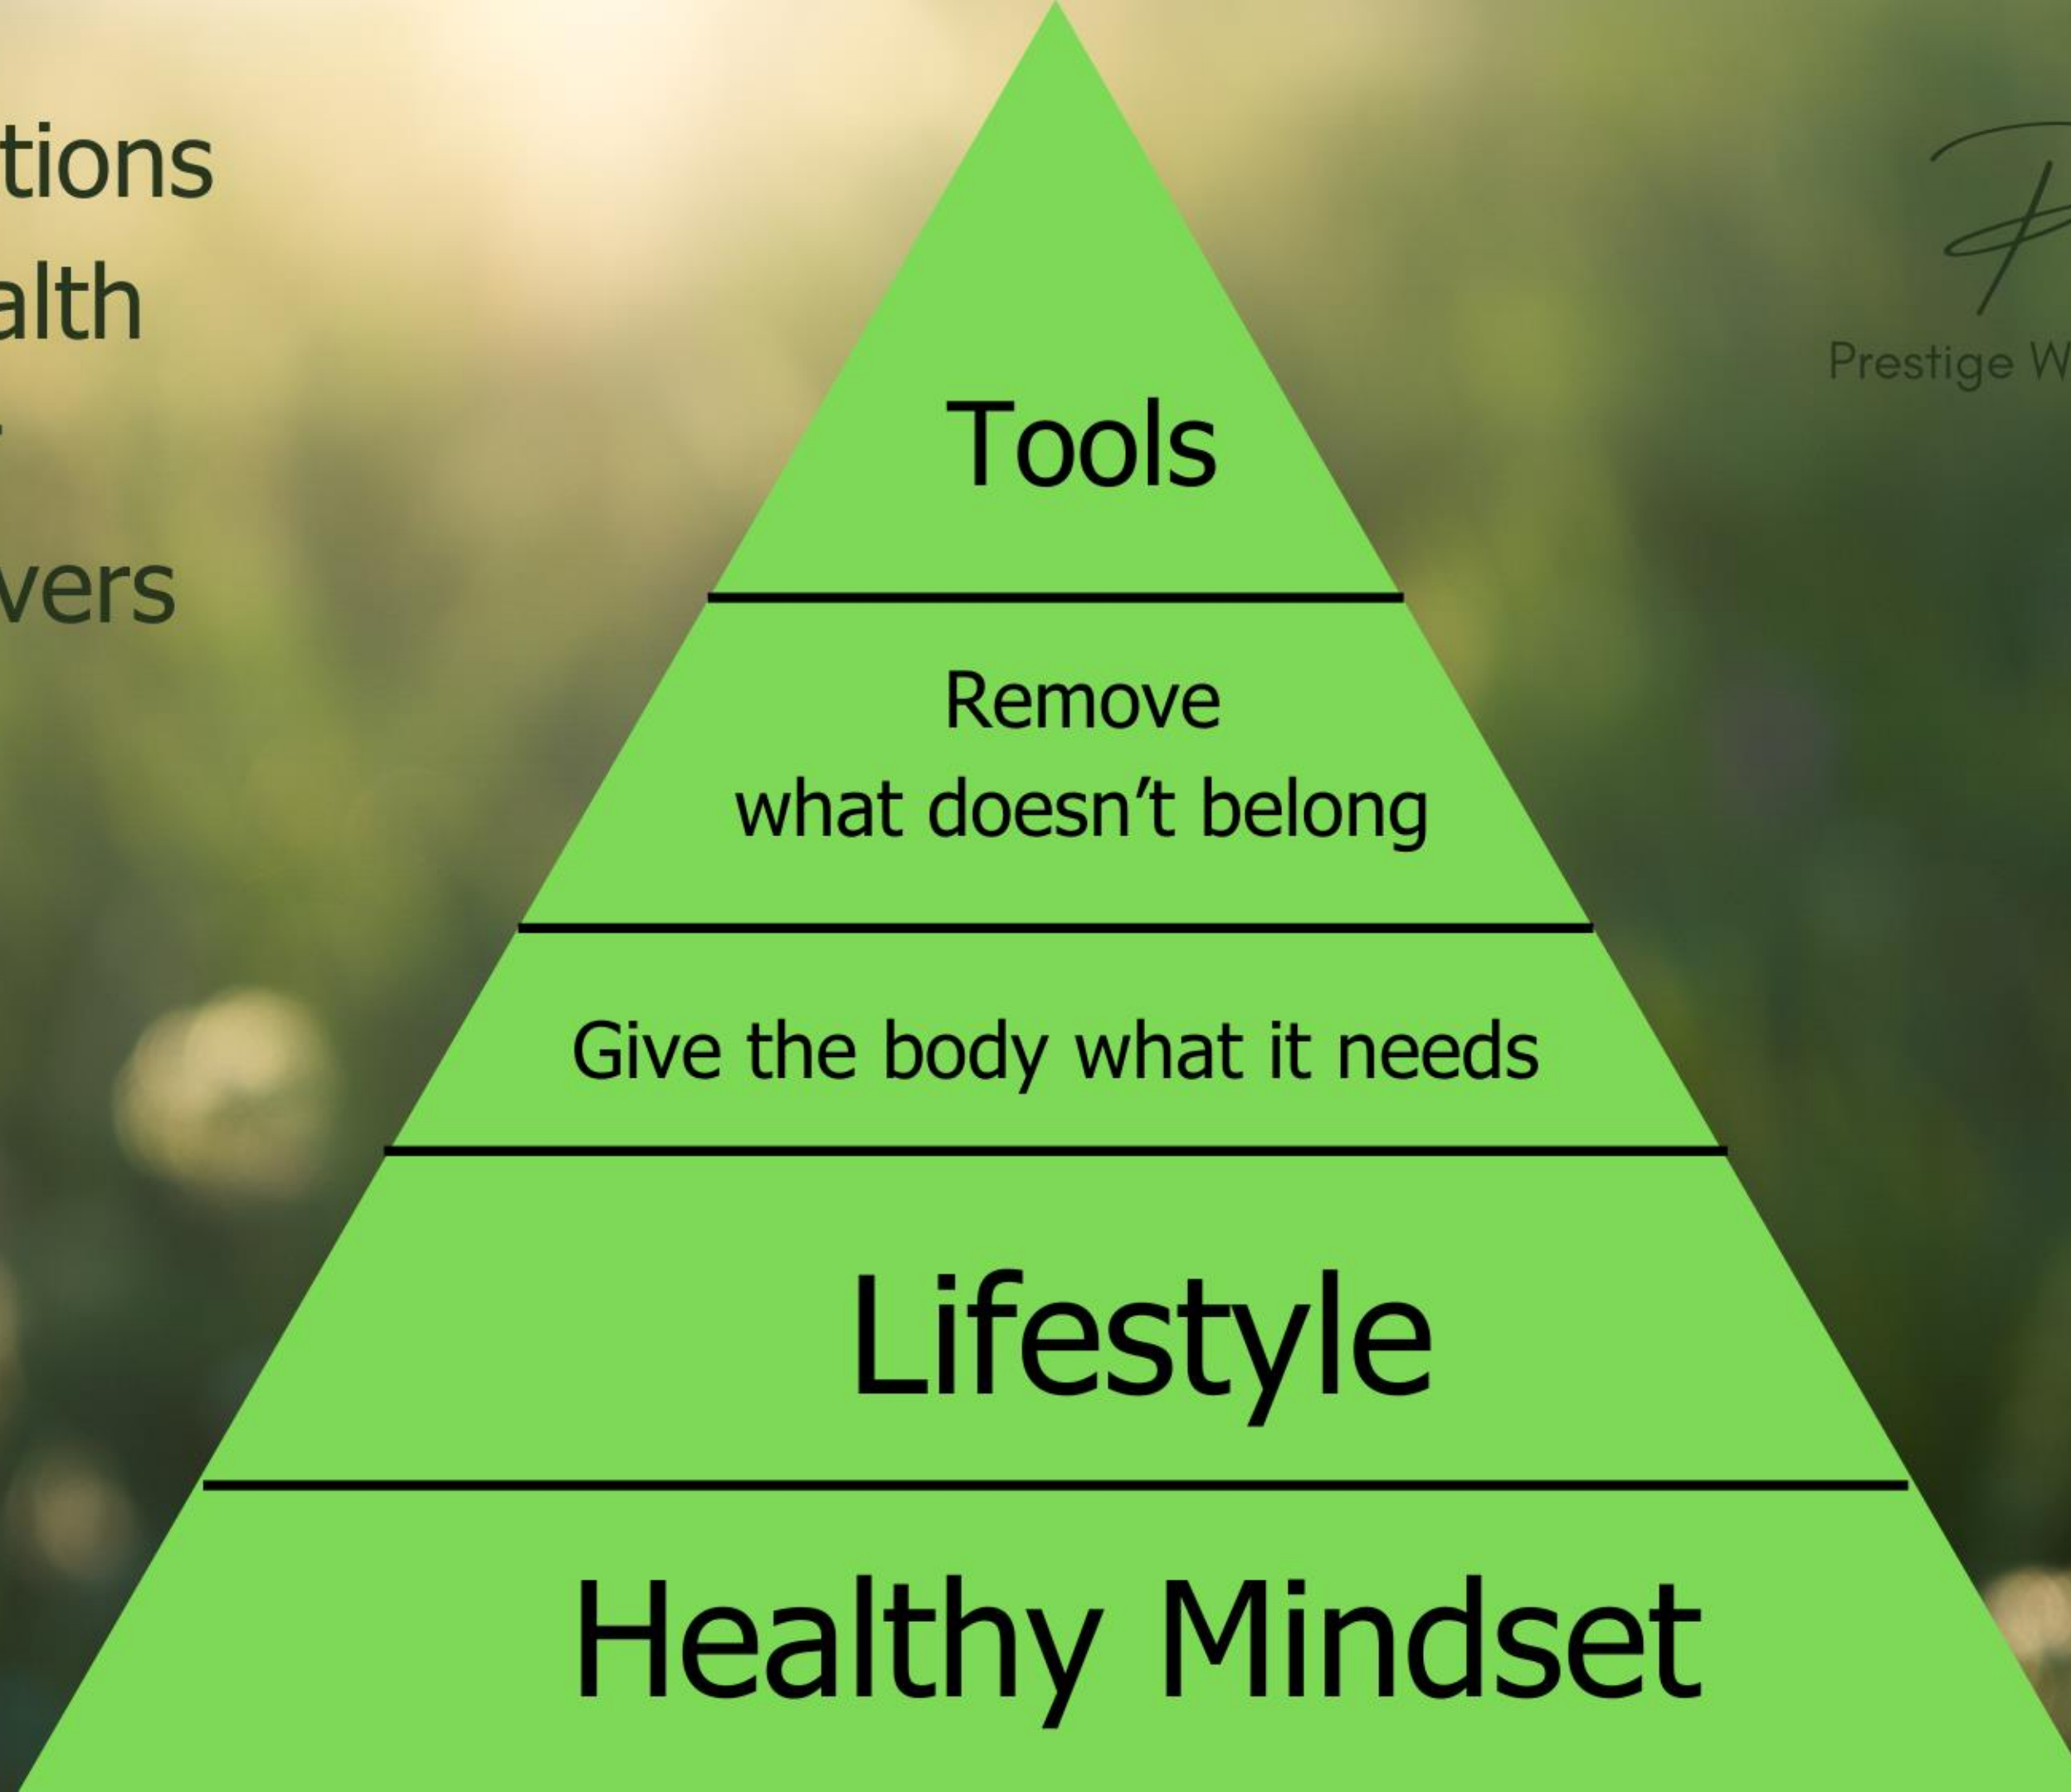 tions
alth
vers
Prestige W
Tools
Remove
what doesn't belong
Give the body what it needs
Lifestyle
Healthy Mindset